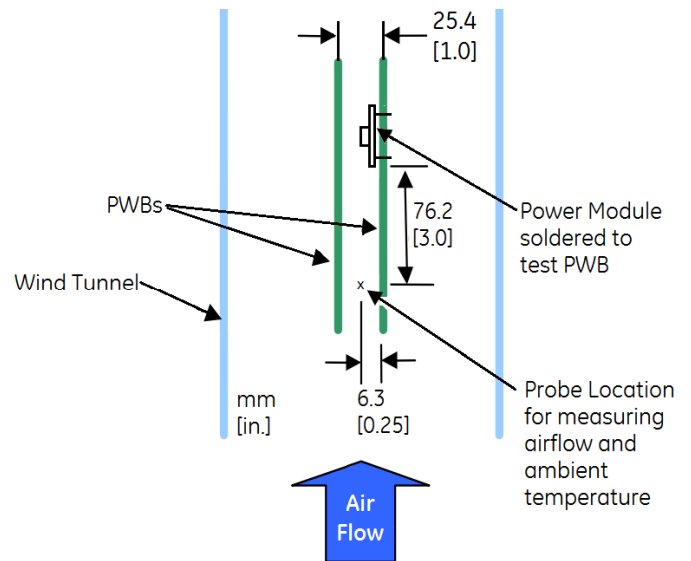 25.4
[1.0]
PWBs
76.2
[3.0]
Power Module
soldered to
test PWB
Wind Tunnel
x
mm
[in.]
6.3
[0.25]
Probe Location
for measuring
airflow and
ambient
temperature
Air
Flow